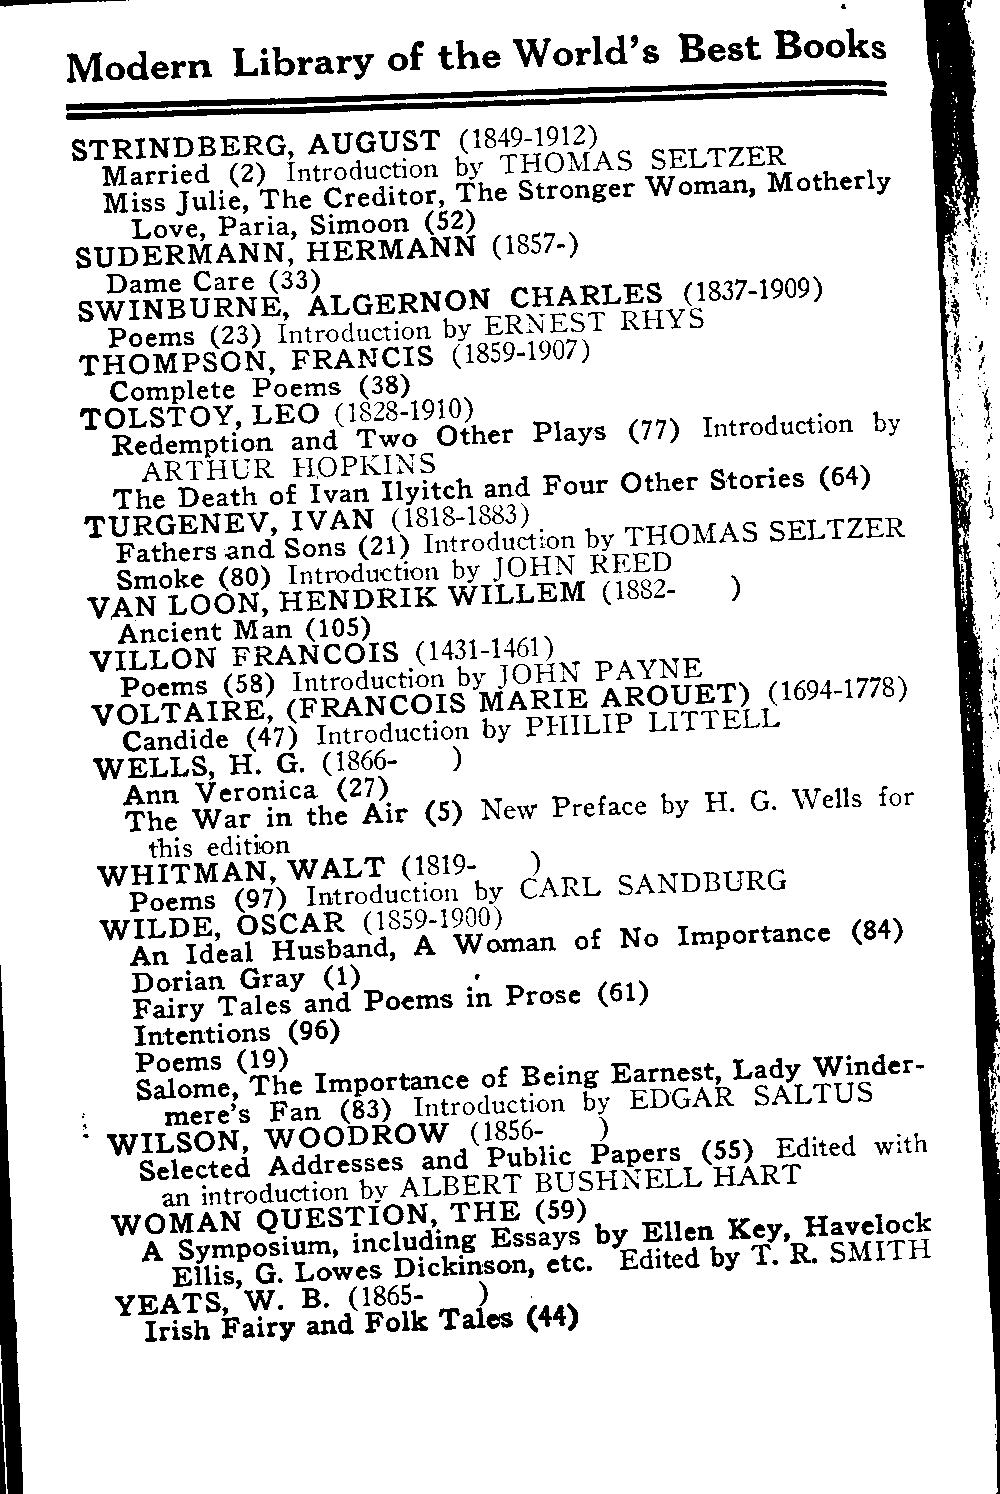 Modern Library of the World's Best Books
STRINDBERG, AUGUST (1849-1912)
Married (2) Introduction by THOMAS SELTZER
Miss Julie, The Creditor, The Stronger Woman, Motherly
Love, Paria, Simoon (52)
SUDERMANN, HERMANN (1857-)
Dame Care (33)
SWINBURNE, ALGERNON CHARLES (1837-1909)
Poems (23) Introduction by ERNEST RHYS
THOMPSON, FRANCIS (1859-1907)
Complete Poems (38)
TOLSTOY, LEO (1828-1910)
Redemption and Two Other Plays (77) Introduction by
ARTHUR HOPKINS
The Death of Ivan Ilyitch and Four Other Stories (64)
TURGENEV, IVAN (1818-1883)
Fathers and Sons (21) Introduction by THOMAS SELTZER
Smoke (80) Introduction by JOHN REED
VAN LOON, HENDRIK WILLEM (1882- )
Ancient Man (105)
VILLON FRANCOIS (1431-1461)
Poems (58) Introduction by JOHN PAYNE
VOLTAIRE, (FRANCOIS MARIE AROUET) (1694-1778)
Candide (47) Introduction by PHILIP LITTELL
WELLS, H. G. (1866- )
Ann Veronica (27)
The War in the Air (5) New Preface by H. G. Wells for
this edition
WHITMAN, WALT (1819- )
Poems (97) Introduction by CARL SANDBURG
WILDE, OSCAR (1859-1900)
An Ideal Husband, A Woman of No Importance (84)
Dorian Gray (1)
Fairy Tales and Poems in Prose (61)
Intentions (96)
Poems (19)
Salome, The Importance of Being Earnest, Lady Winder-
mere's Fan (83) Introduction by EDGAR SALTUS
WILSON, WOODROW (1856- )
Selected Addresses and Public Papers (55) Edited with
an introduction by ALBERT BUSHNELL HART
WOMAN QUESTION, THE (59)
A Symposium, including Essays by Ellen Key, Havelock
Ellis, G. Lowes Dickinson, etc. Edited by T. R. SMITH
YEATS, W. B. (1865- )
Irish Fairy and Folk Tales (44)